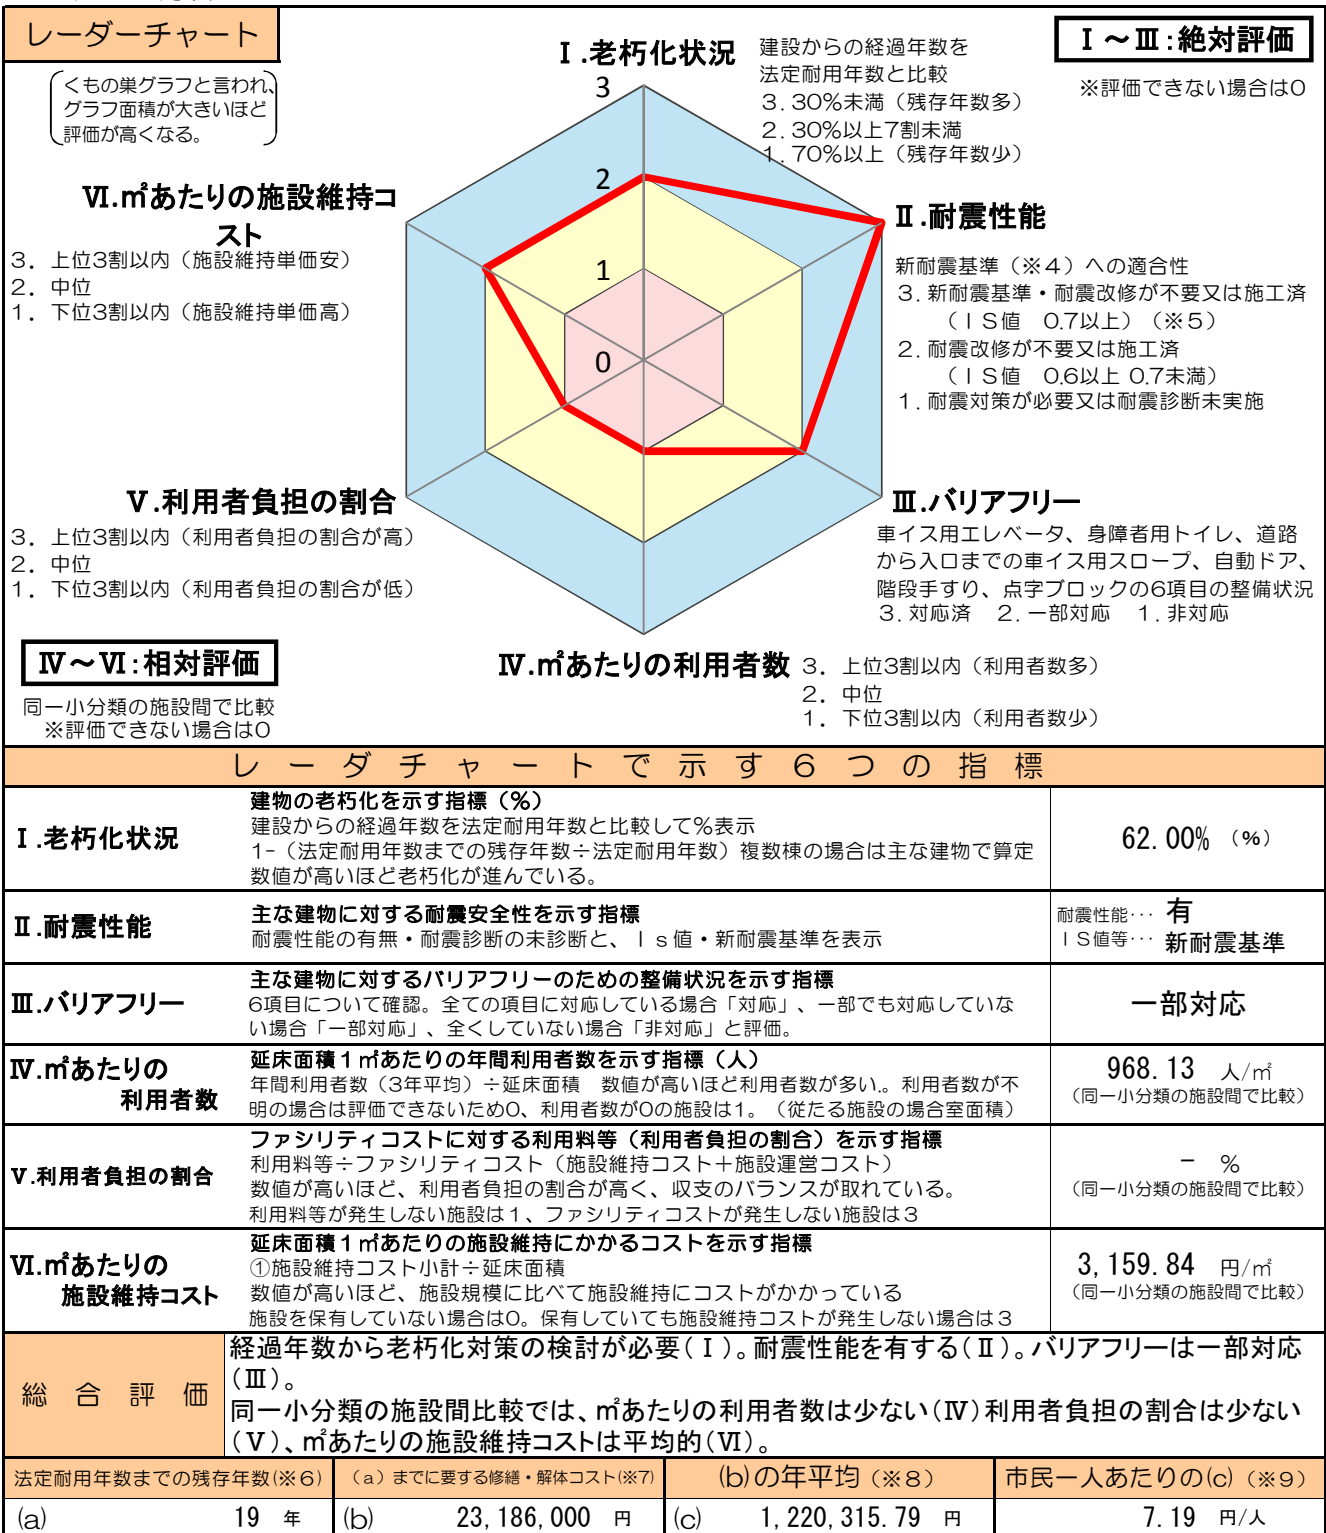 レーダーチャート
くもの巣グラフと言われ、
グラフ面積が大きいほど
評価が高くなる。
Ⅰ～Ⅲ:絶対評価
※評価できない場合は0
Ⅰ.老朽化状況
建設からの経過年数を
法定耐用年数と比較
3.30%未満（残存年数多）
2.30%以上7割未満
1.70%以上（残存年数少）
3
2
1
0
Ⅱ.耐震性能
新耐震基準（※4）への適合性
3.新耐震基準・耐震改修が不要又は施工済
（ＩＳ値　0.7以上）（※5）
2.耐震改修が不要又は施工済
（ＩＳ値　0.6以上 0.7未満）
1.耐震対策が必要又は耐震診断未実施
Ⅲ.バリアフリー
車イス用エレベータ、身障者用トイレ、道路
から入口までの車イス用スロープ、自動ドア、
階段手すり、点字ブロックの6項目の整備状況
3.対応済　2.一部対応　1.非対応
Ⅳ.㎡あたりの利用者数
3．上位3割以内（利用者数多）
2．中位
1．下位3割以内（利用者数少）
Ⅴ.利用者負担の割合
3．上位3割以内（利用者負担の割合が高）
2．中位
1．下位3割以内（利用者負担の割合が低）
Ⅵ.㎡あたりの施設維持コ
スト
3．上位3割以内（施設維持単価安）
2．中位
1．下位3割以内（施設維持単価高）
Ⅳ～Ⅵ:相対評価
同一小分類の施設間で比較
※評価できない場合は0
レーダチャートで示す６つの指標
Ⅰ.老朽化状況
建物の老朽化を示す指標（%）
建設からの経過年数を法定耐用年数と比較して%表示
1-（法定耐用年数までの残存年数÷法定耐用年数）複数棟の場合は主な建物で算定
数値が高いほど老朽化が進んでいる。
62.00%（%）
Ⅱ.耐震性能
主な建物に対する耐震安全性を示す指標
耐震性能の有無・耐震診断の未診断と、Ｉｓ値・新耐震基準を表示
耐震性能… 有
ＩＳ値等… 新耐震基準
Ⅲ.バリアフリー
主な建物に対するバリアフリーのための整備状況を示す指標
6項目について確認。全ての項目に対応している場合「対応」、一部でも対応していな
い場合「一部対応」、全くしていない場合「非対応」と評価。
一部対応
Ⅳ.㎡あたりの
利用者数
延床面積１㎡あたりの年間利用者数を示す指標（人）
年間利用者数（3年平均）÷延床面積　数値が高いほど利用者数が多い。利用者数が不
明の場合は評価できないため0、利用者数が0の施設は1。（従たる施設の場合室面積）
968.13 人/㎡
（同一小分類の施設間で比較）
Ⅴ.利用者負担の割合
ファシリティコストに対する利用料等（利用者負担の割合）を示す指標
利用料等÷ファシリティコスト（施設維持コスト＋施設運営コスト）
数値が高いほど、利用者負担の割合が高く、収支のバランスが取れている。
利用料等が発生しない施設は１、ファシリティコストが発生しない施設は３
－ %
（同一小分類の施設間で比較）
Ⅵ.㎡あたりの
施設維持コスト
延床面積１㎡あたりの施設維持にかかるコストを示す指標
①施設維持コスト小計÷延床面積
数値が高いほど、施設規模に比べて施設維持にコストがかかっている
施設を保有していない場合は0。保有していても施設維持コストが発生しない場合は３
3,159.84 円/㎡
（同一小分類の施設間で比較）
総合評価
経過年数から老朽化対策の検討が必要(Ⅰ)。耐震性能を有する(Ⅱ)。バリアフリーは一部対応
(Ⅲ)。
同一小分類の施設間比較では、㎡あたりの利用者数は少ない(Ⅳ)利用者負担の割合は少ない
(Ⅴ)、㎡あたりの施設維持コストは平均的(Ⅵ)。
法定耐用年数までの残存年数(※6)
（a）までに要する修繕・解体コスト(※7)
(b)の年平均（※8）
市民一人あたりの(c)（※9）
(a) 19 年
(b) 23,186,000 円
(c) 1,220,315.79 円
7.19 円/人